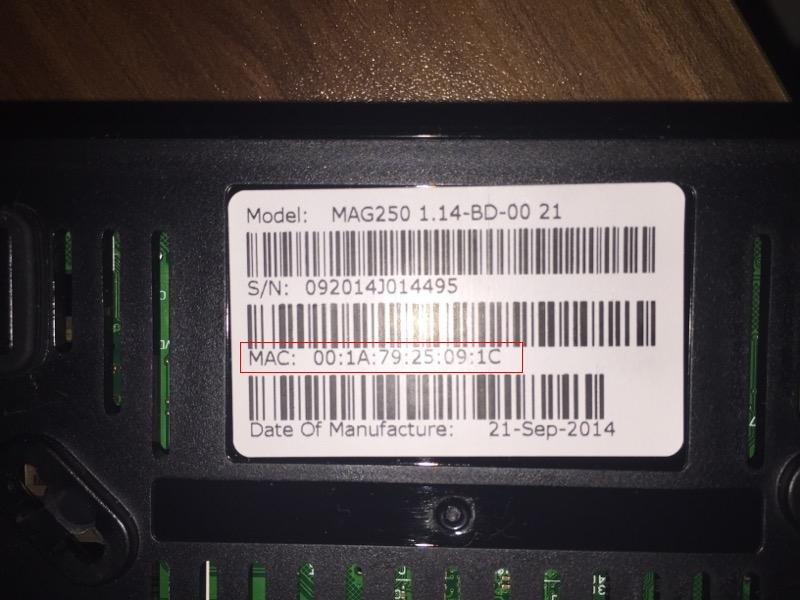 Model: MAG250 1.14-BD-00 21
S/N: 092014J014495
MAC: 00:1A:79:25:09:1C
Date Of Manufacture: 21-Sep-2014